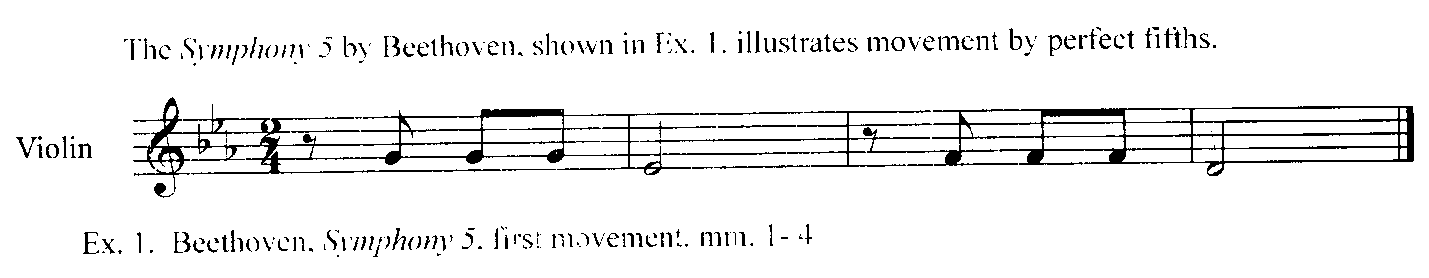 The Symphony 5 by Beethoven, shown in Ex. 1, illustrates movement by perfect fifths.
Violin
Ex. 1. Beethoven, Symphony 5, first movement, mm. 1- 4